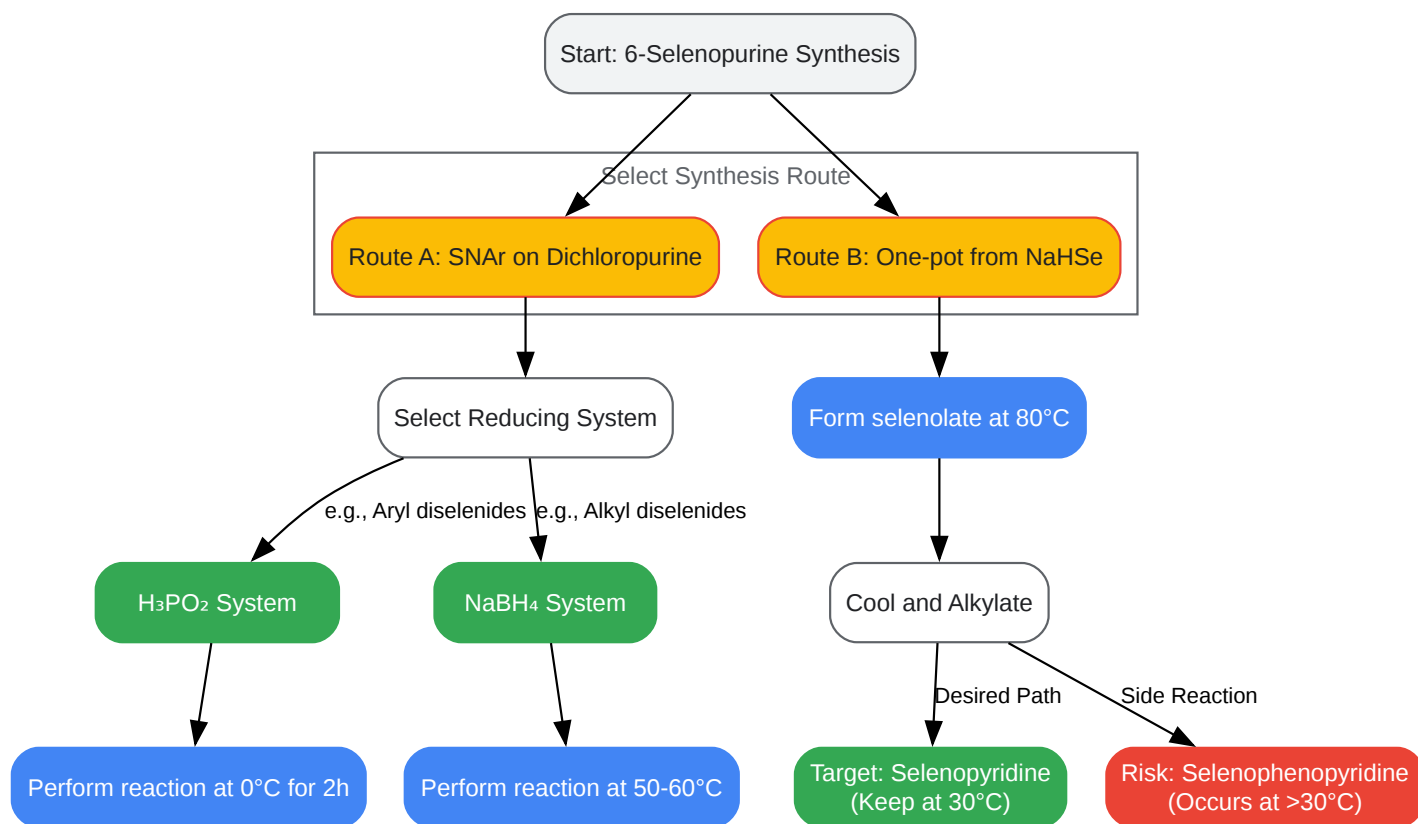 Start: 6-Selenopurine Synthesis
Select Synthesis Route
Route A: SNAr on Dichloropurine
Route B: One-pot from NaHSe
Select Reducing System
Form selenolate at 80°C
e.g., Aryl diselenides
e.g., Alkyl diselenides
H₃PO₂ System
NaBH₄ System
Cool and Alkylate
Desired Path
Side Reaction
Perform reaction at 0°C for 2h
Perform reaction at 50-60°C
Target: Selenopyridine
(Keep at 30°C)
Risk: Selenophenopyridine
(Occurs at >30°C)